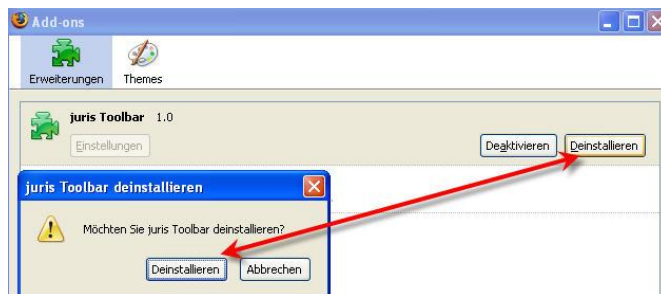 Add-ons
Erweiterungen Themes
juris Toolbar 1.0
Einstellungen Deaktivieren Deinstallieren
juris Toolbar deinstallieren
Möchten Sie juris Toolbar deinstallieren?
Deinstallieren Abbrechen